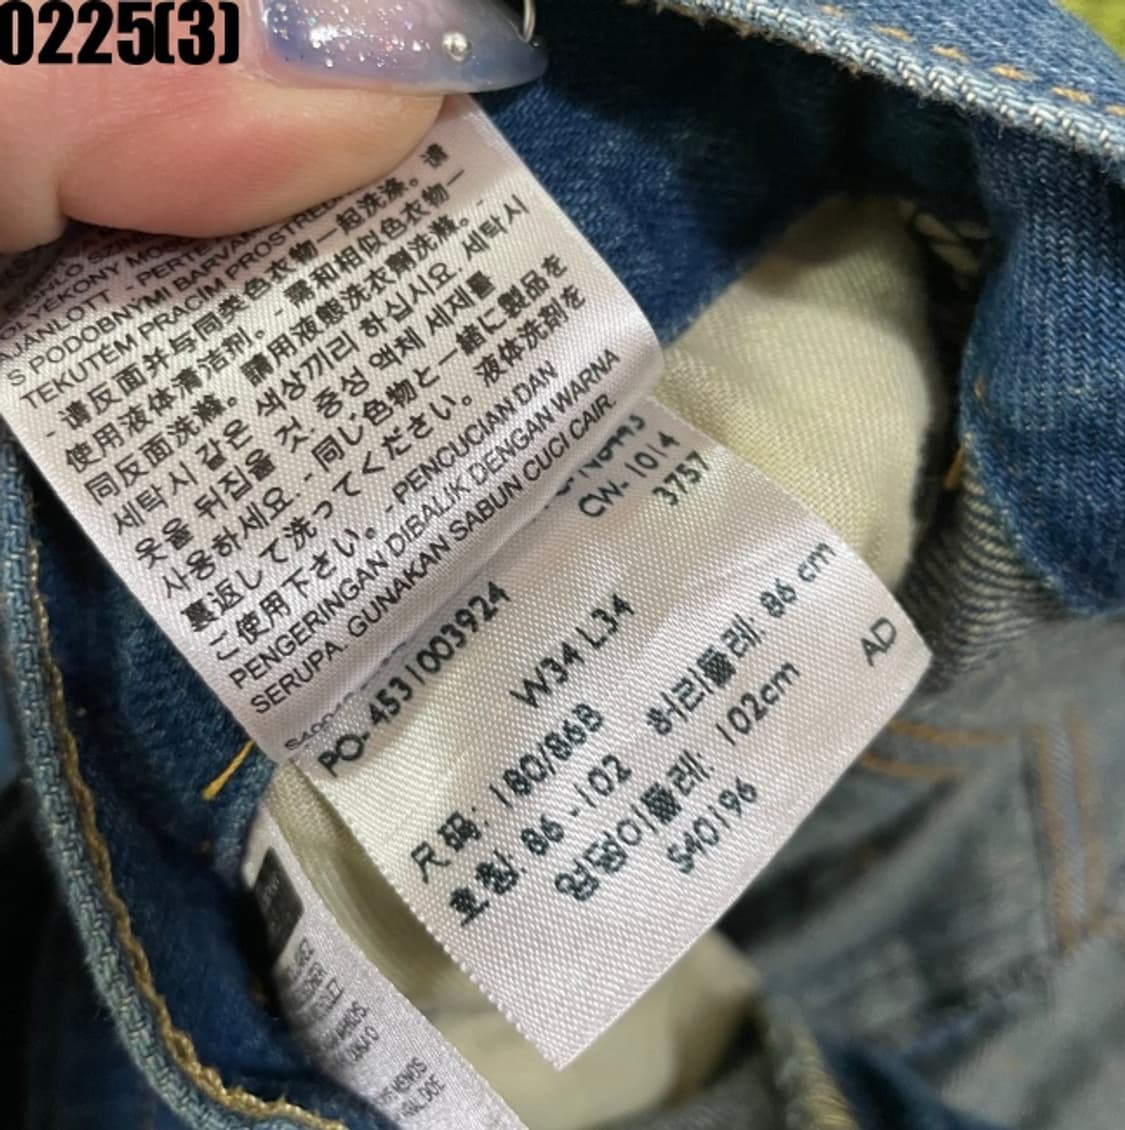 0225(3)
S PODOBNÝMI BARVAMI
TEKUTÉM PRACÍM PROSTŘED
- 请反面并与同类色衣物一起洗涤。请
使用液体清洁剂。- 需和相似色衣物一
同反面洗滌。 請用液態洗衣劑洗滌。 -
세탁시 같은 색상끼리 하십시요. 세탁시
옷을 뒤집을 것. 중성 액체 세제를
사용하세요. - 同じ色物と一緒に製品を
裏返して洗ってください。 液体洗剤を
ご使用下さい。 - PENCUCIAN DAN
PENGERINGAN DIBALIK DENGAN WARNA
SERUPA. GUNAKAN SABUN CUCI CAIR.
CW- 1014
3757
PO- 4531003924
W34 L34
尺码: 180/86B
호칭: 86 -102 허리둘레: 86 cm
엉덩이둘레: 102cm
S40196
AD